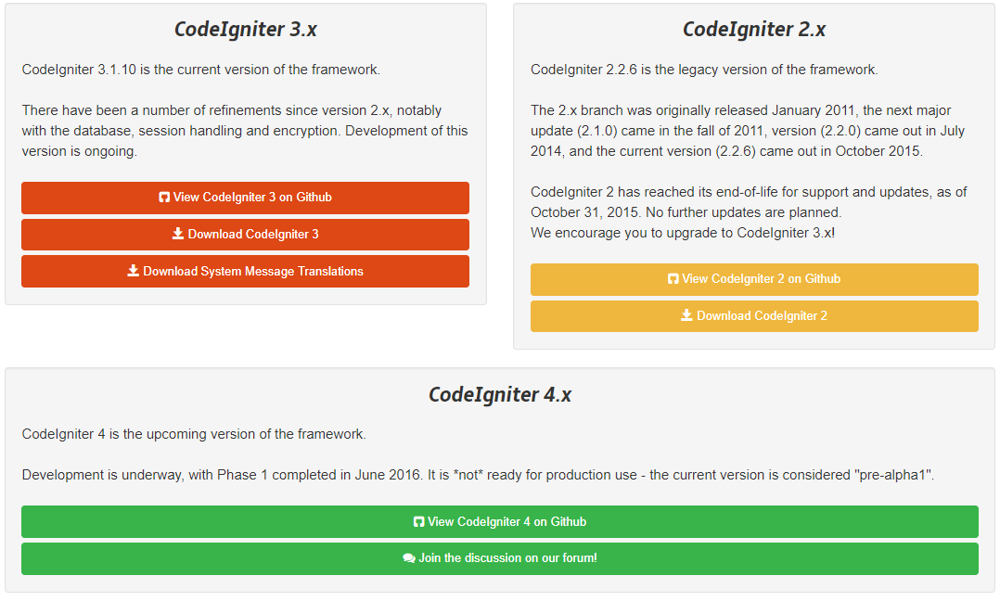 CodeIgniter 3.x
CodeIgniter 3.1.10 is the current version of the framework.
There have been a number of refinements since version 2.x, notably
with the database, session handling and encryption. Development of this
version is ongoing.
View CodeIgniter 3 on Github
Download CodeIgniter 3
Download System Message Translations
CodeIgniter 2.x
CodeIgniter 2.2.6 is the legacy version of the framework.
The 2.x branch was originally released January 2011, the next major
update (2.1.0) came in the fall of 2011, version (2.2.0) came out in July
2014, and the current version (2.2.6) came out in October 2015.
CodeIgniter 2 has reached its end-of-life for support and updates, as of
October 31, 2015. No further updates are planned.
We encourage you to upgrade to CodeIgniter 3.x!
View CodeIgniter 2 on Github
Download CodeIgniter 2
CodeIgniter 4.x
CodeIgniter 4 is the upcoming version of the framework.
Development is underway, with Phase 1 completed in June 2016. It is *not* ready for production use - the current version is considered "pre-alpha1".
View CodeIgniter 4 on Github
Join the discussion on our forum!